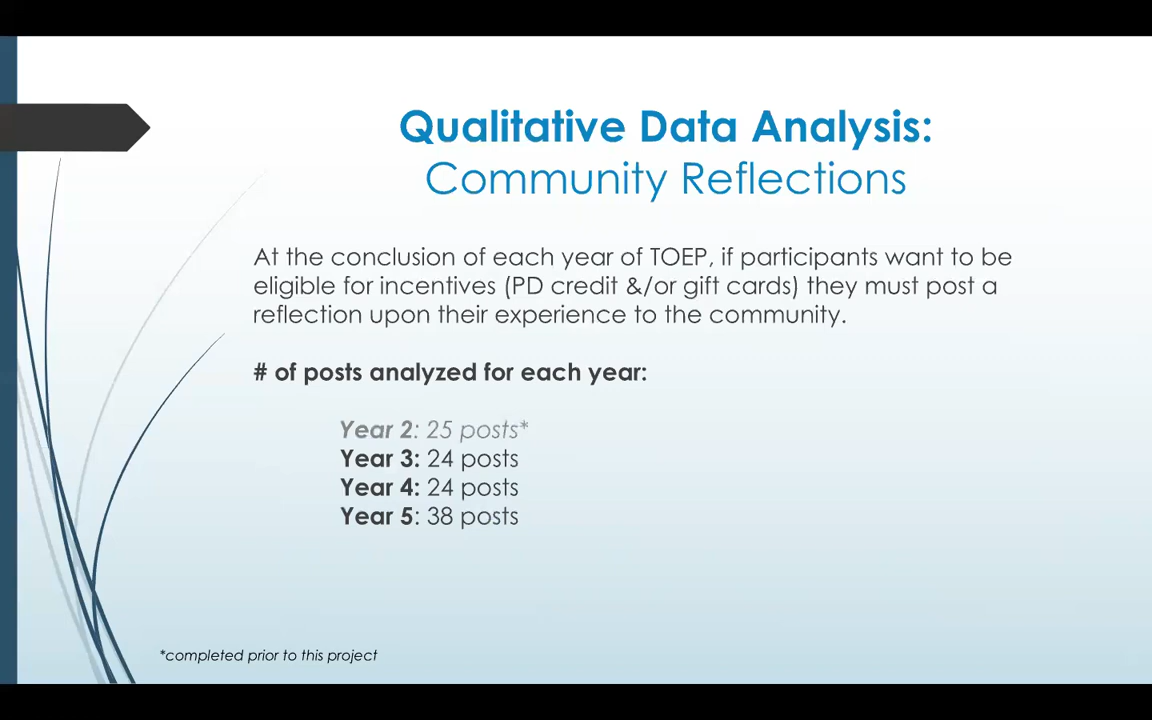 Qualitative Data Analysis:
Community Reflections
At the conclusion of each year of TOEP, if participants want to be
eligible for incentives (PD credit &/or gift cards) they must post a
reflection upon their experience to the community.
# of posts analyzed for each year:
Year 2: 25 posts*
Year 3: 24 posts
Year 4: 24 posts
Year 5: 38 posts
*completed prior to this project